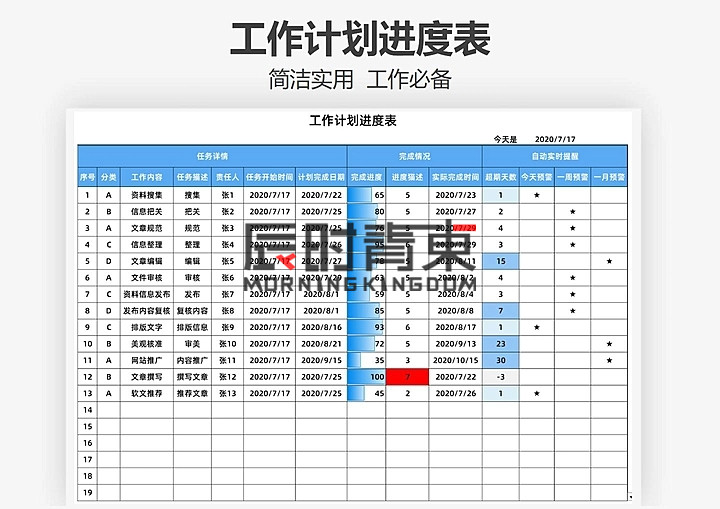 工作计划进度表
简洁实用 工作必备
工作计划进度表
今天是 2020/7/17
任务详情 完成情况 自动实时提醒
序号 分类 工作内容 任务描述 责任人 任务开始时间 计划完成日期 完成进度 进度描述 实际完成时间 超期天数 今天预警 一周预警 一月预警
1 A 资料搜集 搜集 张1 2020/7/17 2020/7/22 65 5 2020/7/23 1 ★
2 B 信息把关 把关 张2 2020/7/17 2020/7/25 80 5 2020/7/27 2 ★
3 A 文章规范 规范 张3 2020/7/17 2020/7/25 76 5 2020/7/29 3 ★
4 C 信息整理 整理 张4 2020/7/17 2020/7/26 95 6 2020/7/29 3 ★
5 D 文章编辑 编辑 张5 2020/7/17 2020/7/27 78 5 2020/8/11 15 ★
6 A 文件审核 审核 张6 2020/7/17 2020/7/29 63 5 2020/8/2 4 ★
7 C 资料信息发布 发布 张7 2020/7/17 2020/8/1 59 5 2020/8/4 3 ★
8 D 发布内容复核 复核内容 张8 2020/7/17 2020/8/1 85 5 2020/8/8 7 ★
9 C 排版文字 排版信息 张9 2020/7/17 2020/8/16 93 6 2020/8/17 1 ★
10 B 美观核准 审美 张10 2020/7/17 2020/8/21 72 5 2020/9/13 23 ★
11 A 网站推广 内容推广 张11 2020/7/17 2020/9/15 35 3 2020/10/15 30 ★
12 B 文章撰写 撰写文章 张12 2020/7/17 2020/7/25 100 7 2020/7/22 -3
13 A 软文推荐 推荐文章 张13 2020/7/17 2020/7/25 45 2 2020/7/26 1 ★
14
15
16
17
18
19
辰时背束
MORNINGKINGDOM